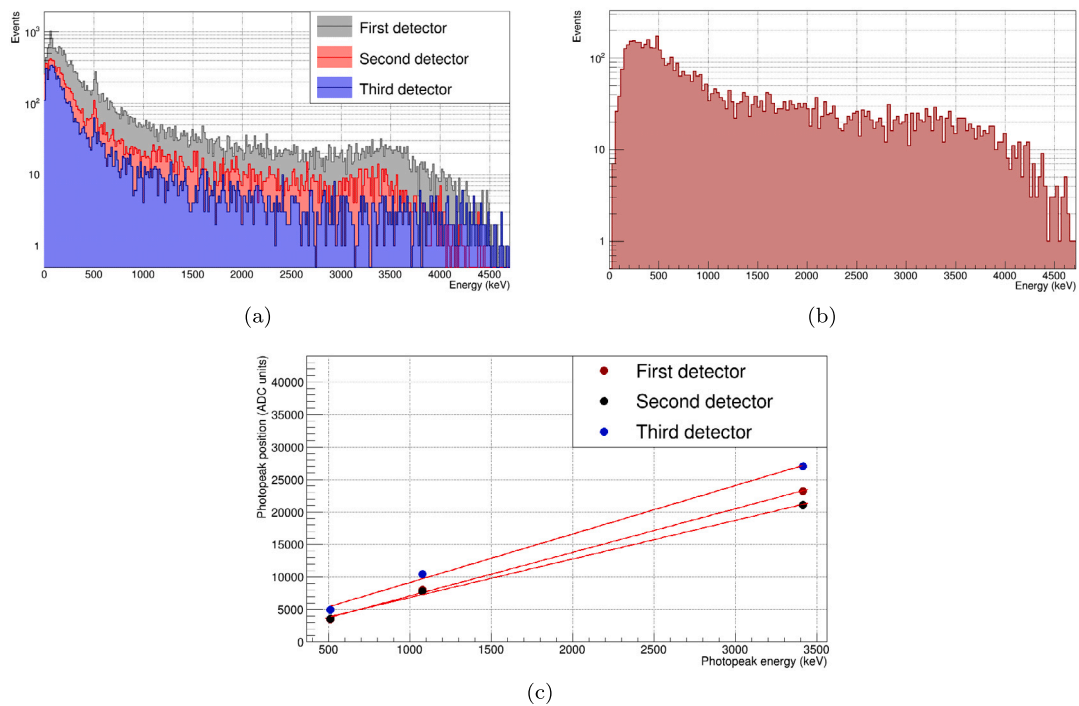 Events
10³
10²
10
1
First detector
Second detector
Third detector
0 500 1000 1500 2000 2500 3000 3500 4000 4500
Energy (keV)
(a)
Events
10²
10
1
0 500 1000 1500 2000 2500 3000 3500 4000 4500
Energy (keV)
(b)
Photopeak position (ADC units)
40000
35000
30000
25000
20000
15000
10000
5000
0
First detector
Second detector
Third detector
500 1000 1500 2000 2500 3000 3500
Photopeak energy (keV)
(c)